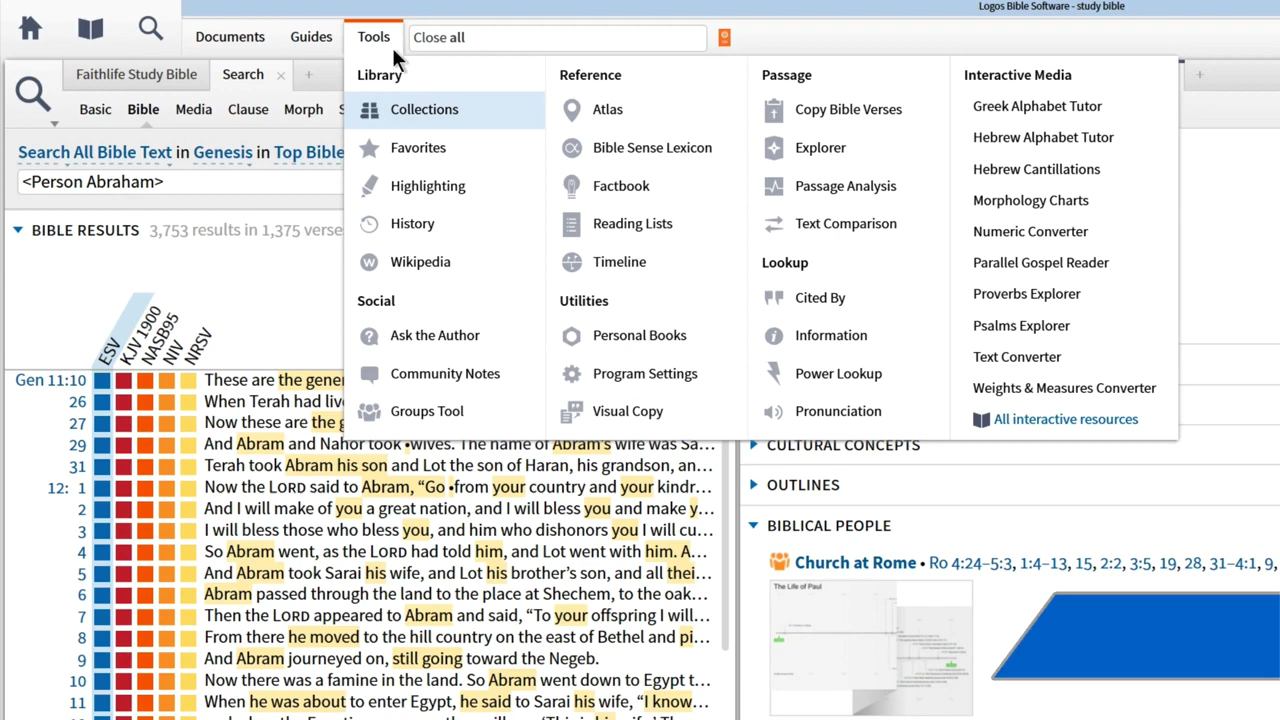 Logos Bible Software - study bible
Documents
Guides
Tools
Close all
Faithlife Study Bible
Search
Basic
Bible
Media
Clause
Morph
Search All Bible Text in Genesis in Top Bible
<Person Abraham>
BIBLE RESULTS 3,753 results in 1,375 verse
ESV
KJV 1900
NASB95
NIV
NRSV
Library
Collections
Favorites
Highlighting
History
Wikipedia
Social
Ask the Author
Community Notes
Groups Tool
Reference
Atlas
Bible Sense Lexicon
Factbook
Reading Lists
Timeline
Utilities
Personal Books
Program Settings
Visual Copy
Passage
Copy Bible Verses
Explorer
Passage Analysis
Text Comparison
Lookup
Cited By
Information
Power Lookup
Pronunciation
Interactive Media
Greek Alphabet Tutor
Hebrew Alphabet Tutor
Hebrew Cantillations
Morphology Charts
Numeric Converter
Parallel Gospel Reader
Proverbs Explorer
Psalms Explorer
Text Converter
Weights & Measures Converter
All interactive resources
Gen 11:10 These are the gener
26 When Terah had live
27 Now these are the g
29 And Abram and Nahor took •wives. The name of Abram's wife was Sa…
31 Terah took Abram his son and Lot the son of Haran, his grandson, an…
12: 1 Now the LORD said to Abram, “Go •from your country and your kindr…
2 And I will make of you a great nation, and I will bless you and make y…
3 I will bless those who bless you, and him who dishonors you I will cu…
4 So Abram went, as the LORD had told him, and Lot went with him. A…
5 And Abram took Sarai his wife, and Lot his brother’s son, and all thei…
6 Abram passed through the land to the place at Shechem, to the oak…
7 Then the LORD appeared to Abram and said, “To your offspring I will…
8 From there he moved to the hill country on the east of Bethel and pi…
9 And Abram journeyed on, still going toward the Negeb.
10 Now there was a famine in the land. So Abram went down to Egypt t…
11 When he was about to enter Egypt, he said to Sarai his wife, “I know…
CULTURAL CONCEPTS
OUTLINES
BIBLICAL PEOPLE
Church at Rome • Ro 4:24–5:3, 1:4–13, 15, 2:2, 3:5, 19, 28, 31–4:1, 9,
The Life of Paul